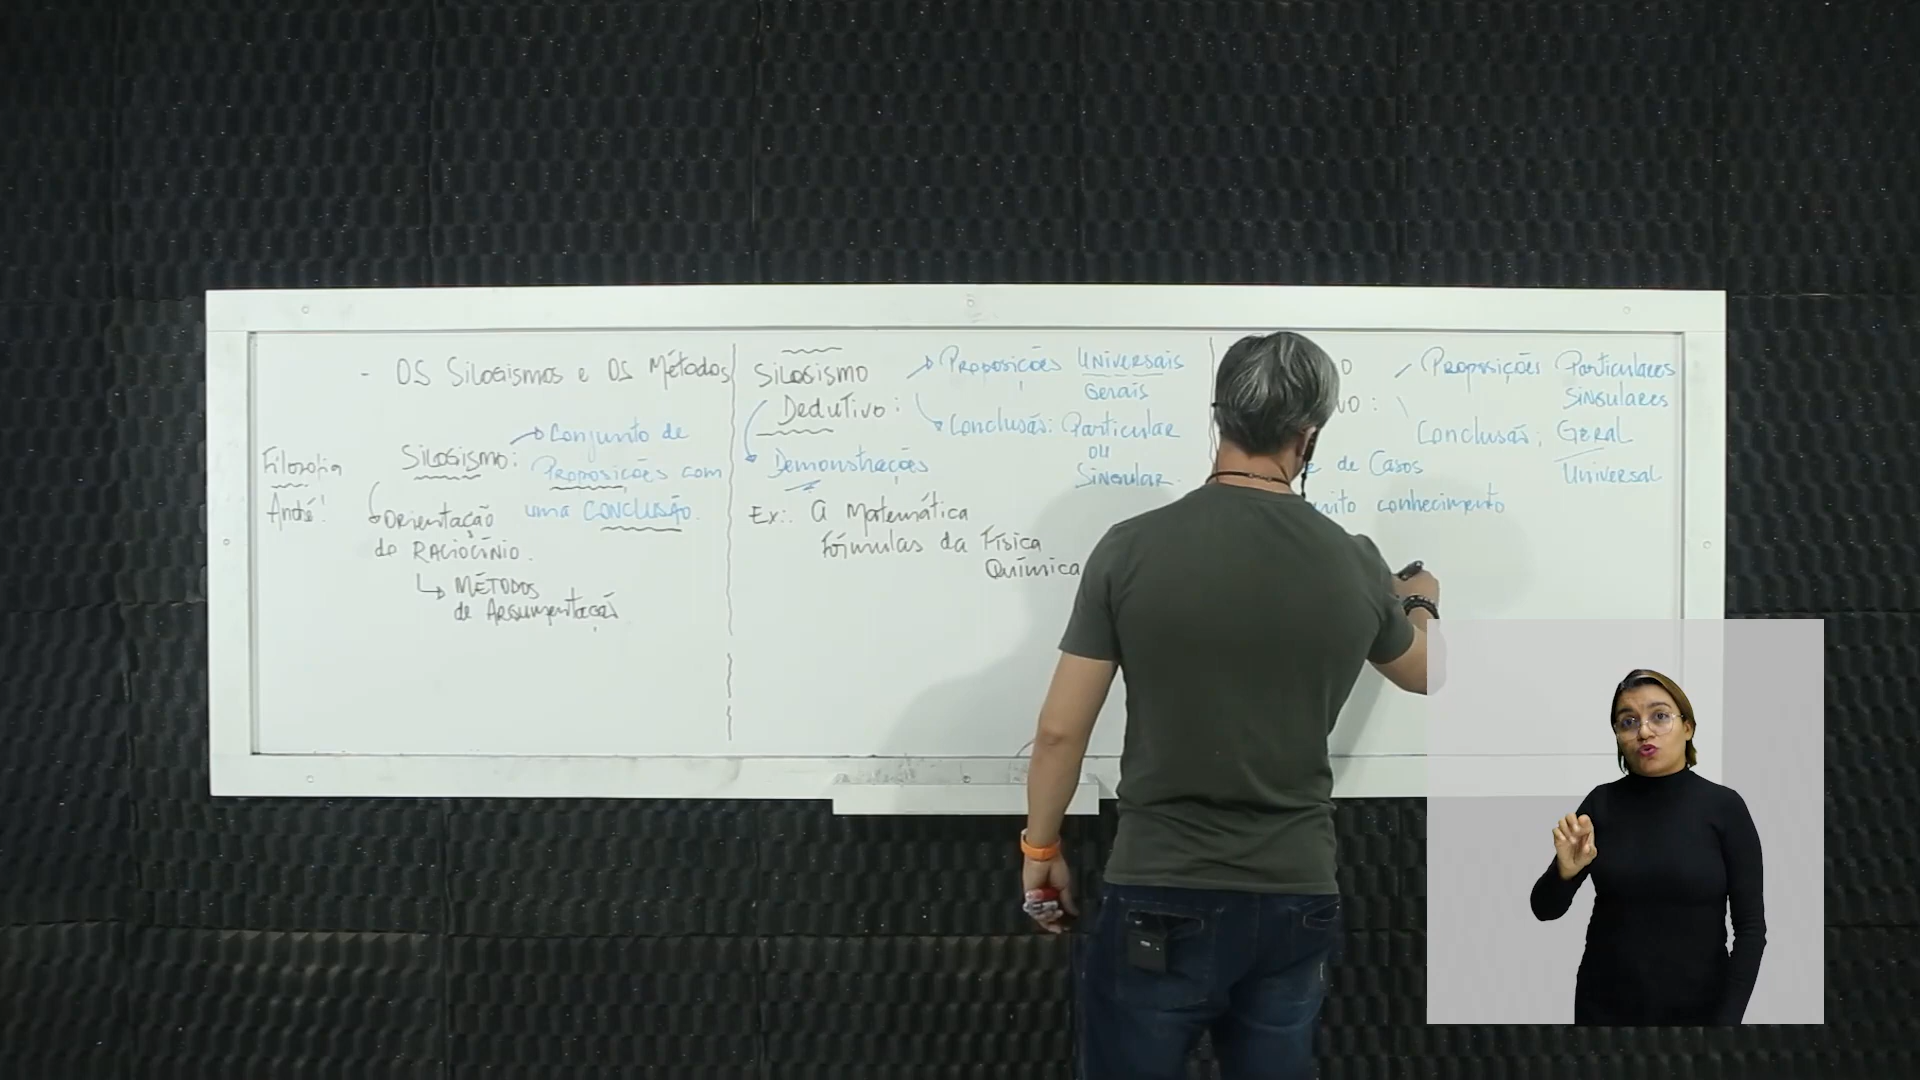 - OS SiLOGiSMOS e OS MéTodOS
Filosofia
André!
SiLOGiSMO:
Conjunto de
Proposições com
uma CONCLUSÃO.
Orientação
do RACiOCÍNiO.
MÉTODOS
de Argumentação
SiLOGiSMO
DeduTivO:
Proposições UNiversais
Gerais
Conclusão: Particular
ou
Singular.
Demonstrações
Ex.: A Matemática
Fórmulas da Física
Química
O
VO:
Proposições Particulares
SiNGulares
Conclusão: GeRAL
Universal
de Casos
conhecimento